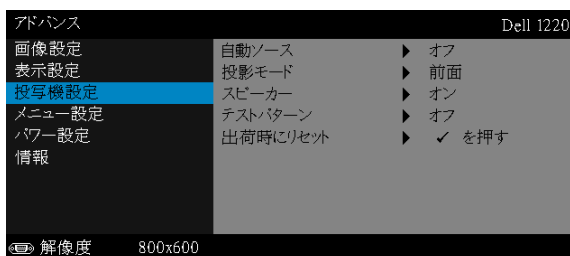 アドバンス Dell 1220
画像設定
表示設定
投写機設定
メニュー設定
パワー設定
情報
自動ソース ▶ オフ
投影モード ▶ 前面
スピーカー ▶ オン
テストパターン ▶ オフ
出荷時にリセット ▶ ✓ を押す
解像度 800x600